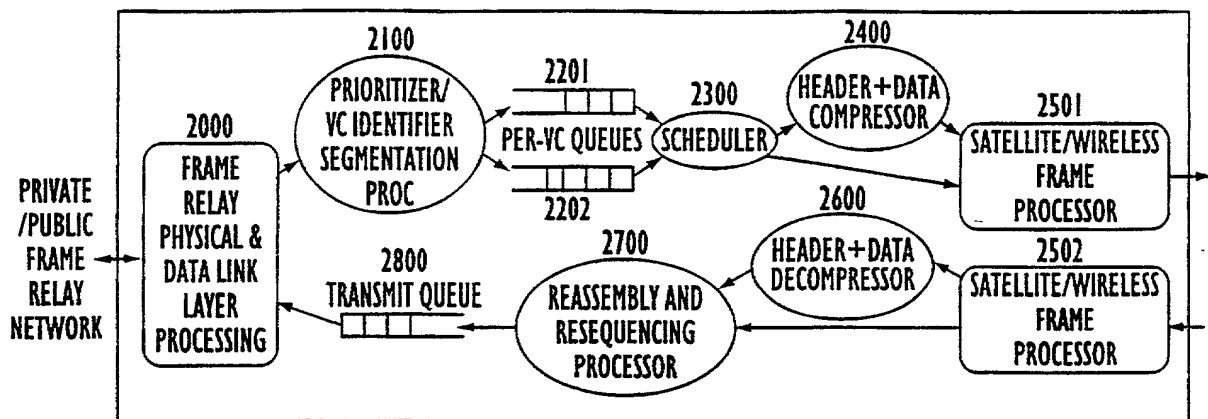 2100
PRIORITIZER/
VC IDENTIFIER
SEGMENTATION
PROC
2201
PER-VC QUEUES
2202
2300
SCHEDULER
2400
HEADER+DATA
COMPRESSOR
2501
SATELLITE/WIRELESS
FRAME
PROCESSOR
2000
FRAME
RELAY
PHYSICAL &
DATA LINK
LAYER
PROCESSING
PRIVATE
/PUBLIC
FRAME
RELAY
NETWORK
2800
TRANSMIT QUEUE
2700
REASSEMBLY AND
RESEQUENCING
PROCESSOR
2600
HEADER+DATA
DECOMPRESSOR
2502
SATELLITE/WIRELESS
FRAME
PROCESSOR